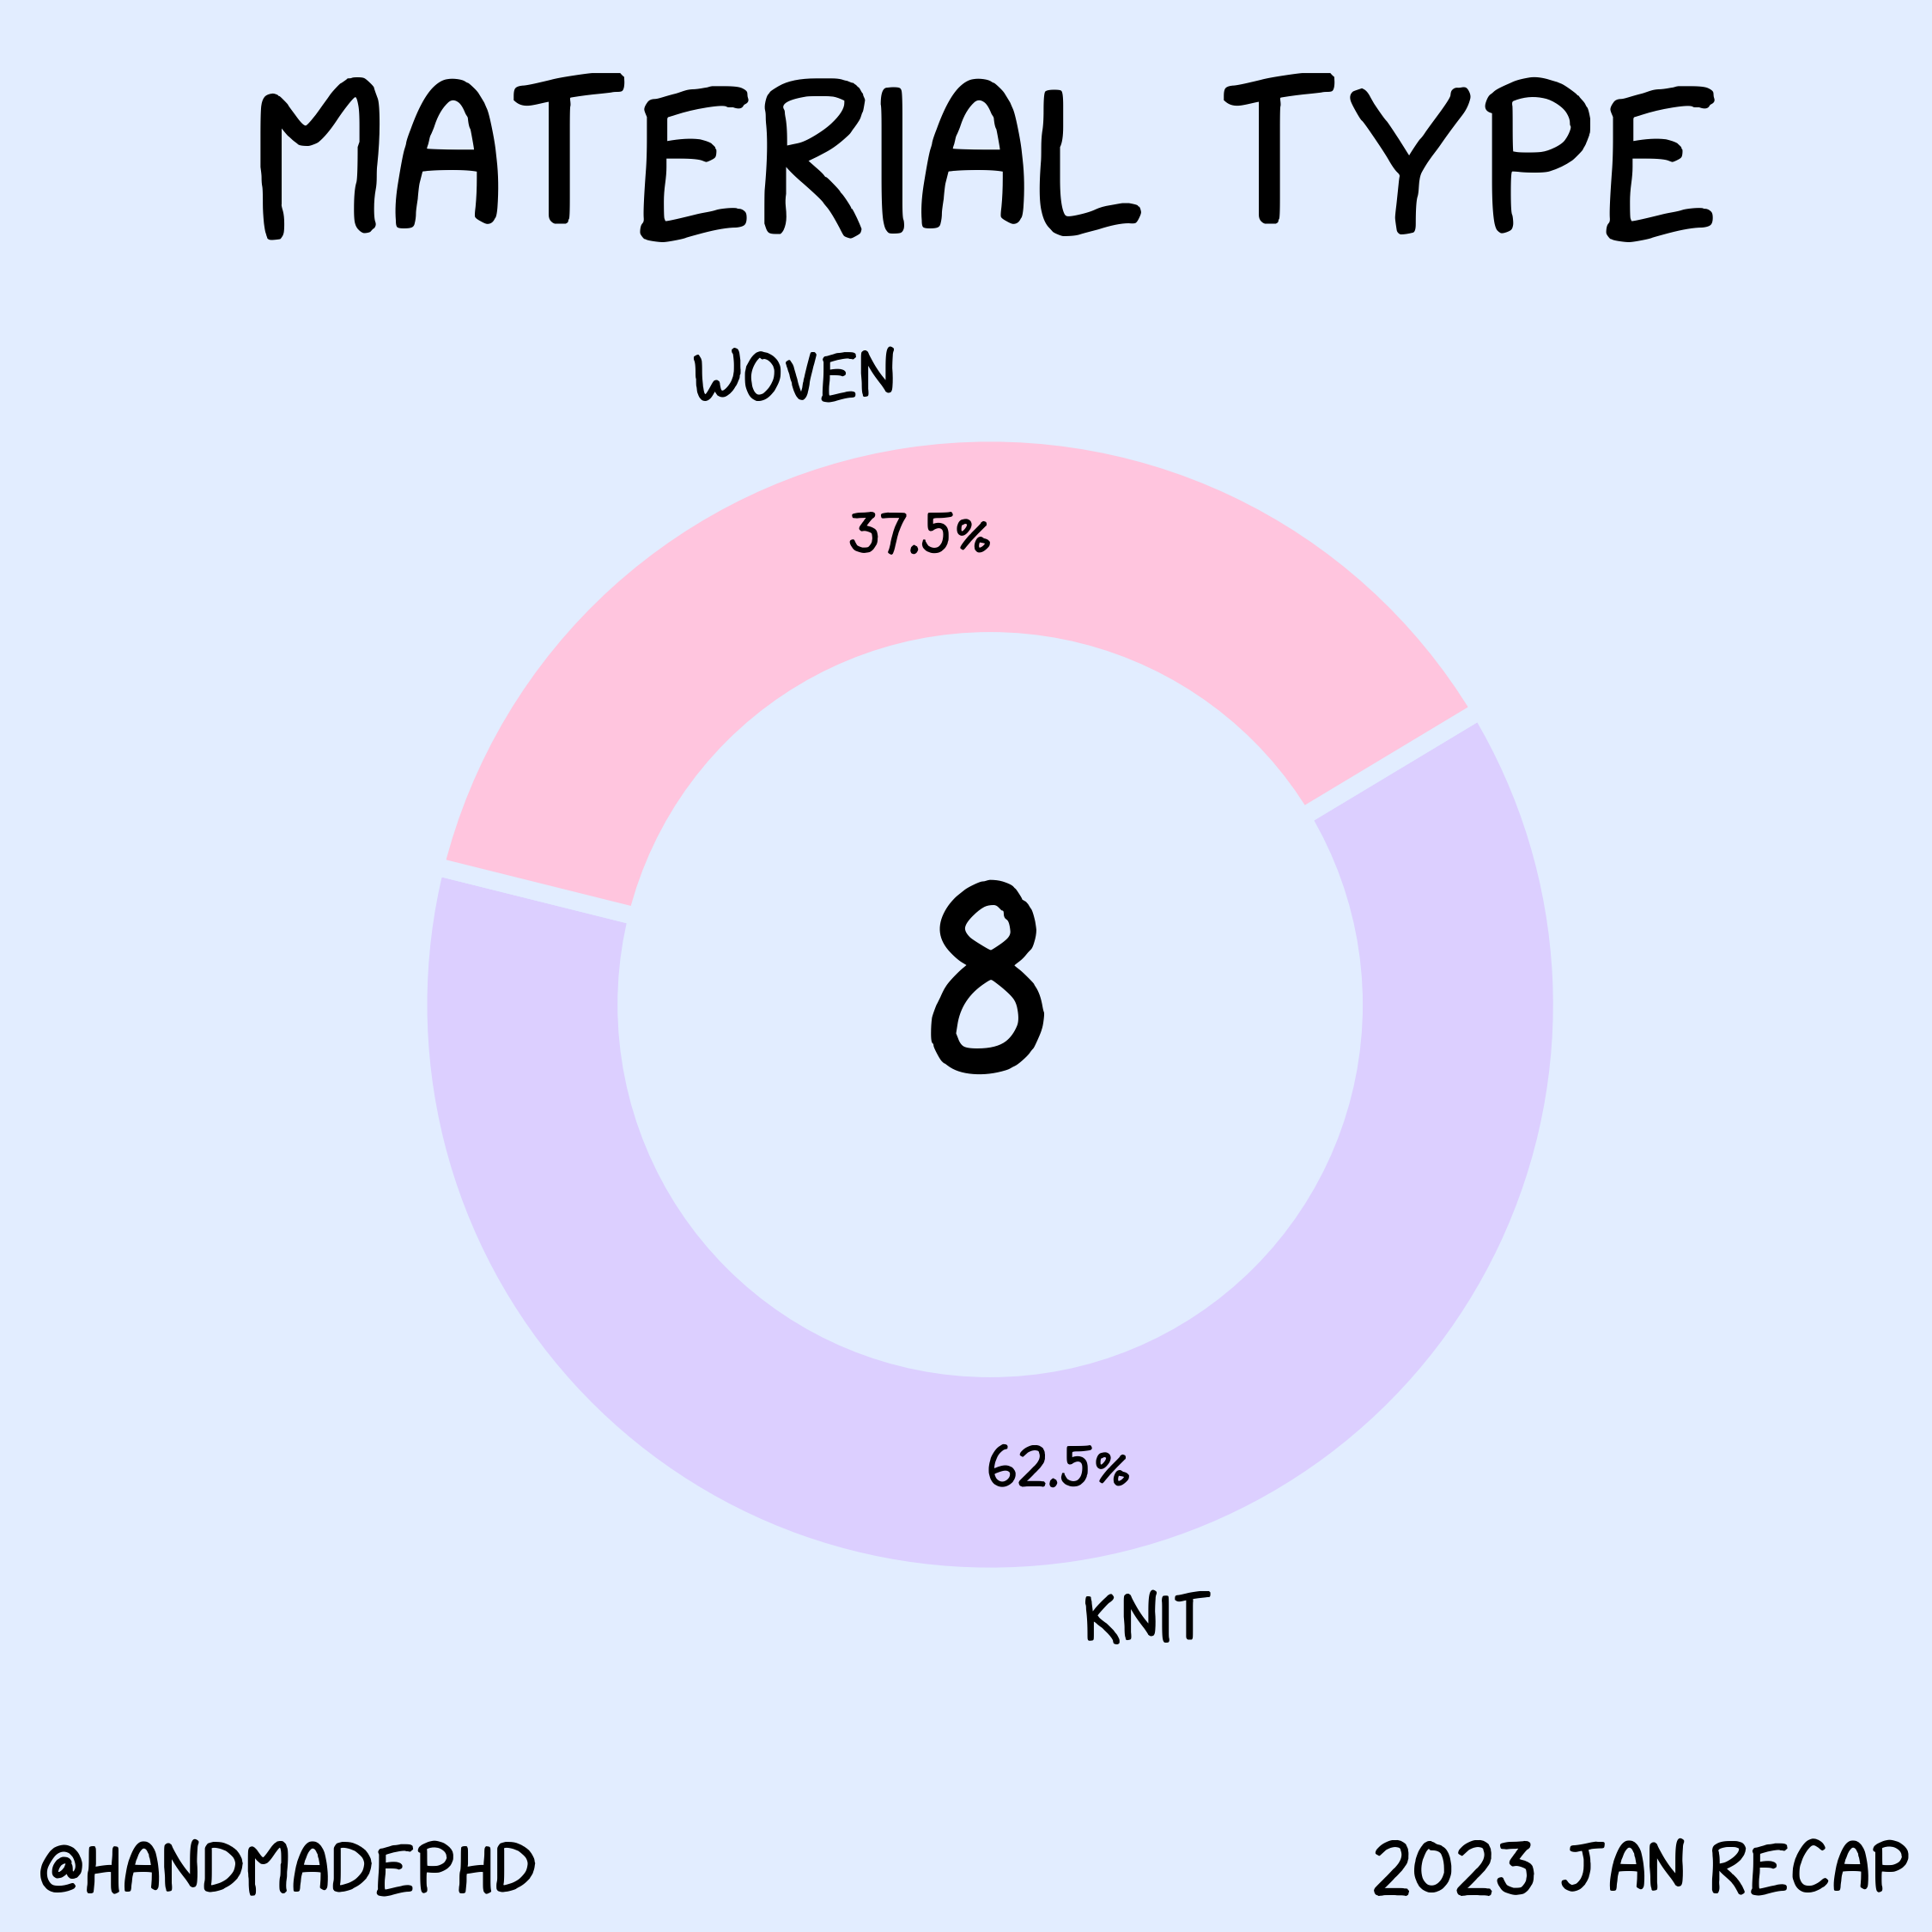 MATERIAL TYPE
WOVEN
37.5%
8
62.5%
KNIT
@HANDMADEPHD
2023 JAN RECAP